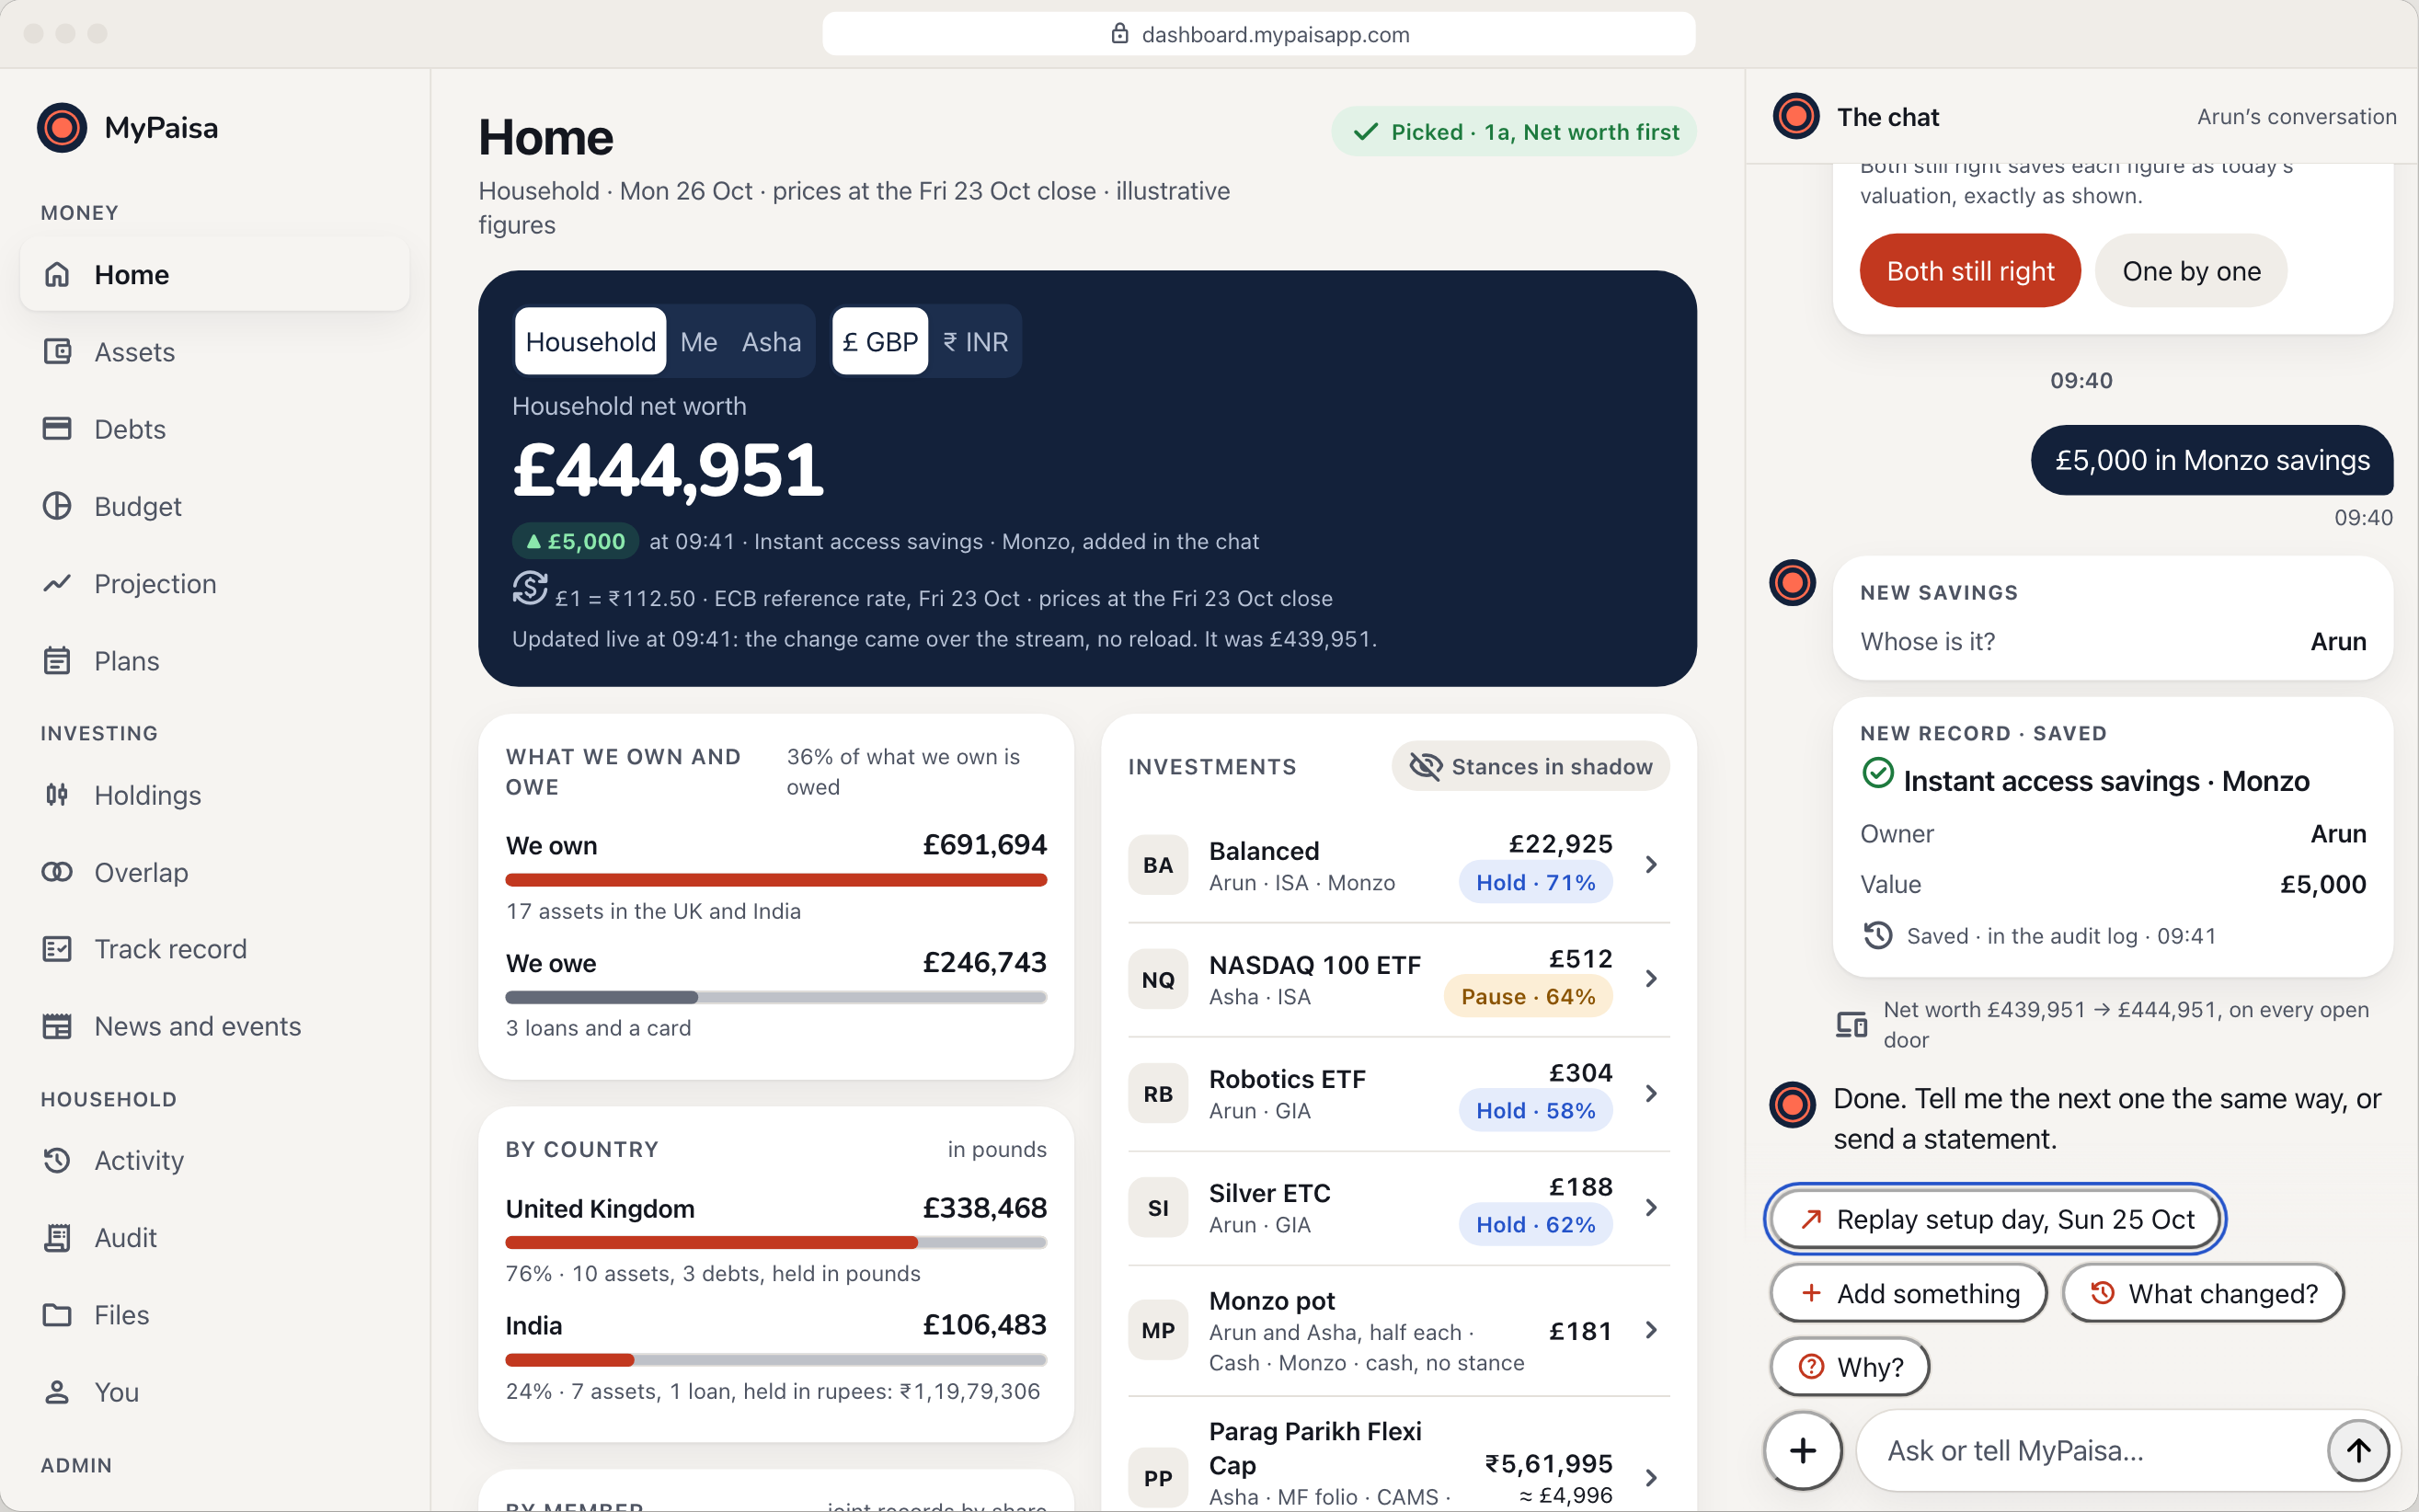 dashboard.mypaisapp.com
MyPaisa
MONEY
Home
Assets
Debts
Budget
Projection
Plans
INVESTING
Holdings
Overlap
Track record
News and events
HOUSEHOLD
Activity
Audit
Files
You
ADMIN
Home
Picked · 1a, Net worth first
Household · Mon 26 Oct · prices at the Fri 23 Oct close · illustrative
figures
Household Me Asha £ GBP ₹ INR
Household net worth
£444,951
▲ £5,000 at 09:41 · Instant access savings · Monzo, added in the chat
£1 = ₹112.50 · ECB reference rate, Fri 23 Oct · prices at the Fri 23 Oct close
Updated live at 09:41: the change came over the stream, no reload. It was £439,951.
WHAT WE OWN AND
OWE
36% of what we own is
owed
We own £691,694
17 assets in the UK and India
We owe £246,743
3 loans and a card
BY COUNTRY in pounds
United Kingdom £338,468
76% · 10 assets, 3 debts, held in pounds
India £106,483
24% · 7 assets, 1 loan, held in rupees: ₹1,19,79,306
BY MEMBER joint records by share
INVESTMENTS Stances in shadow
BA Balanced £22,925
Arun · ISA · Monzo Hold · 71%
NQ NASDAQ 100 ETF £512
Asha · ISA Pause · 64%
RB Robotics ETF £304
Arun · GIA Hold · 58%
SI Silver ETC £188
Arun · GIA Hold · 62%
Monzo pot
MP Arun and Asha, half each · £181
Cash · Monzo · cash, no stance
Parag Parikh Flexi
PP Cap ₹5,61,995
Asha · MF folio · CAMS · ≈ £4,996
The chat Arun's conversation
Both still right saves each figure as today's
valuation, exactly as shown.
Both still right One by one
09:40
£5,000 in Monzo savings
09:40
NEW SAVINGS
Whose is it? Arun
NEW RECORD · SAVED
Instant access savings · Monzo
Owner Arun
Value £5,000
Saved · in the audit log · 09:41
Net worth £439,951 → £444,951, on every open
door
Done. Tell me the next one the same way, or
send a statement.
Replay setup day, Sun 25 Oct
Add something What changed?
Why?
Ask or tell MyPaisa...